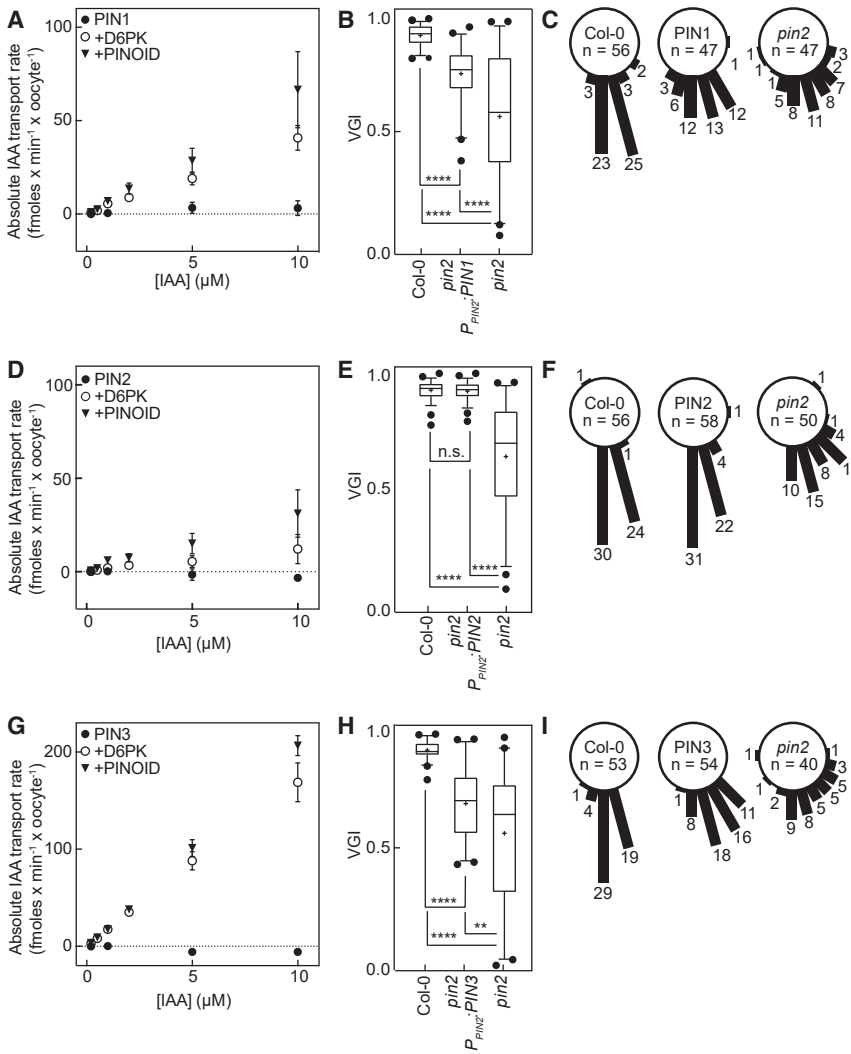 A
Absolute IAA transport rate
(fmoles x min⁻¹ x oocyte⁻¹)
100
50
0
PIN1
+D6PK
+PINOID
0
5
10
[IAA] (µM)
B
VGI
1.0
0.5
0.0
****
****
****
Col-0
pin2
P_PIN2:PIN1
pin2
C
Col-0
n = 56
2
3
3
23
25
PIN1
n = 47
1
3
6
12
13
12
pin2
n = 47
1
1
3
2
7
8
5
8
11
D
Absolute IAA transport rate
(fmoles x min⁻¹ x oocyte⁻¹)
100
50
0
PIN2
+D6PK
+PINOID
0
5
10
[IAA] (µM)
E
VGI
1.0
0.5
0.0
n.s.
****
****
Col-0
pin2
P_PIN2:PIN2
pin2
F
1
Col-0
n = 56
1
24
30
PIN2
n = 58
1
4
22
31
1
pin2
n = 50
1
4
1
8
10
15
G
Absolute IAA transport rate
(fmoles x min⁻¹ x oocyte⁻¹)
200
100
0
PIN3
+D6PK
+PINOID
0
5
10
[IAA] (µM)
H
VGI
1.0
0.5
0.0
****
**
****
Col-0
pin2
P_PIN2:PIN3
pin2
I
Col-0
n = 53
1
4
19
29
PIN3
n = 54
1
8
11
16
18
pin2
n = 40
1
1
1
3
5
5
5
2
9
8